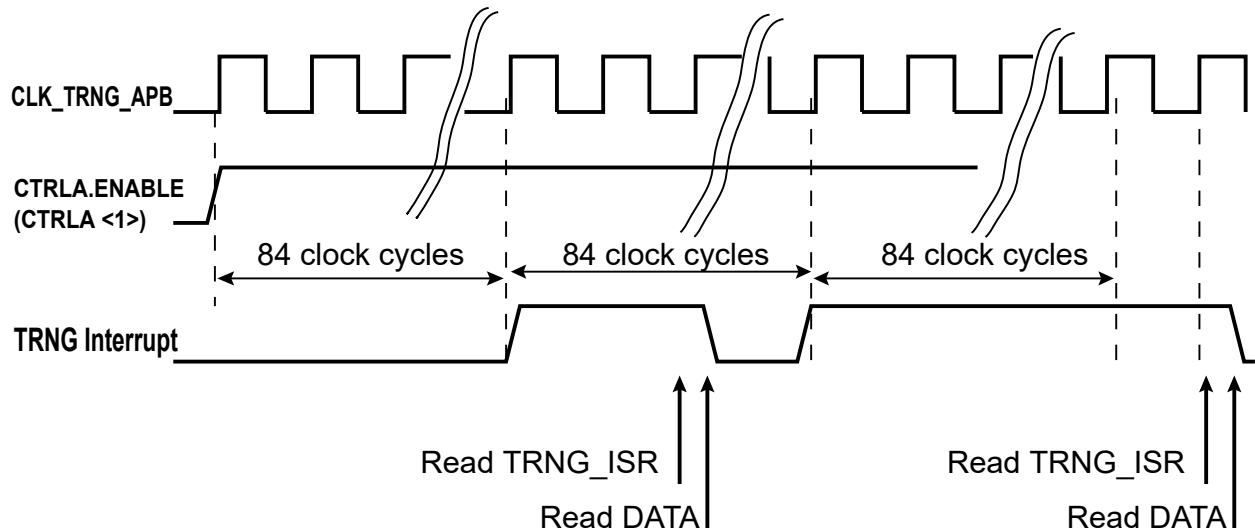 CLK_TRNG_APB
CTRLA.ENABLE
(CTRLA <1>)
84 clock cycles
84 clock cycles
84 clock cycles
TRNG Interrupt
Read TRNG_ISR
Read TRNG_ISR
Read DATA
Read DATA